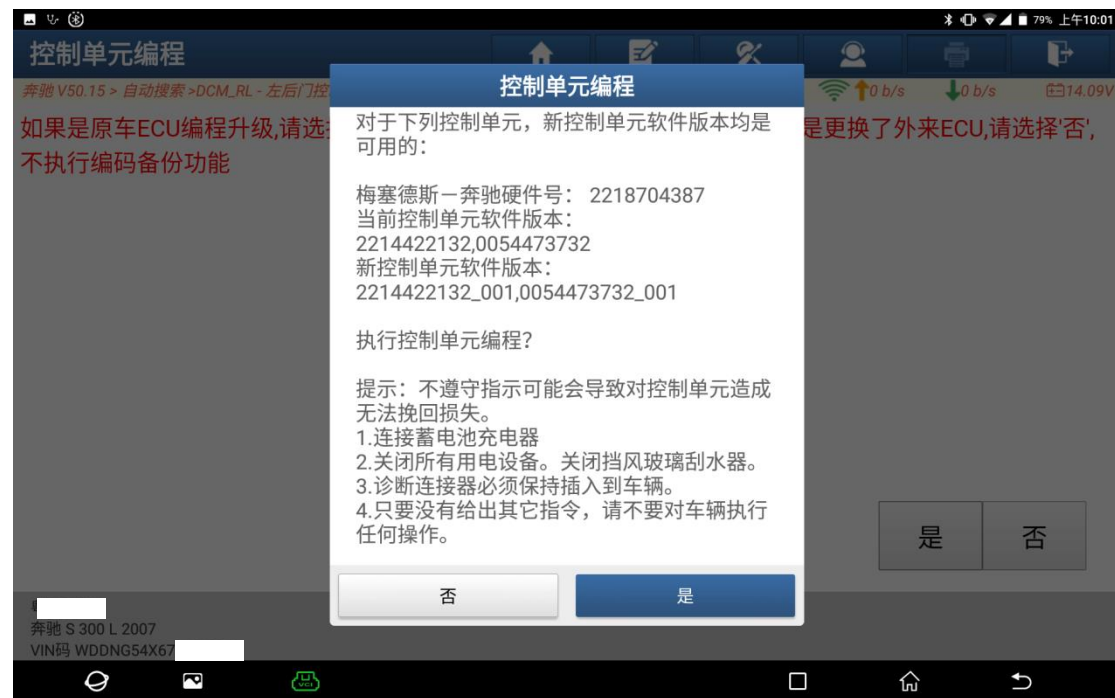 79% 上午10:01
控制单元编程
奔驰 V50.15 > 自动搜索 >DCM_RL - 左后门控
0 b/s
0 b/s
14.09V
如果是原车ECU编程升级,请选
是更换了外来ECU,请选择'否',
不执行编码备份功能
控制单元编程
对于下列控制单元，新控制单元软件版本均是
可用的：
梅塞德斯－奔驰硬件号： 2218704387
当前控制单元软件版本：
2214422132,0054473732
新控制单元软件版本：
2214422132_001,0054473732_001
执行控制单元编程？
提示：不遵守指示可能会导致对控制单元造成
无法挽回损失。
1.连接蓄电池充电器
2.关闭所有用电设备。关闭挡风玻璃刮水器。
3.诊断连接器必须保持插入到车辆。
4.只要没有给出其它指令，请不要对车辆执行
任何操作。
否
是
是
否
奔驰 S 300 L 2007
VIN码 WDDNG54X67
VCI